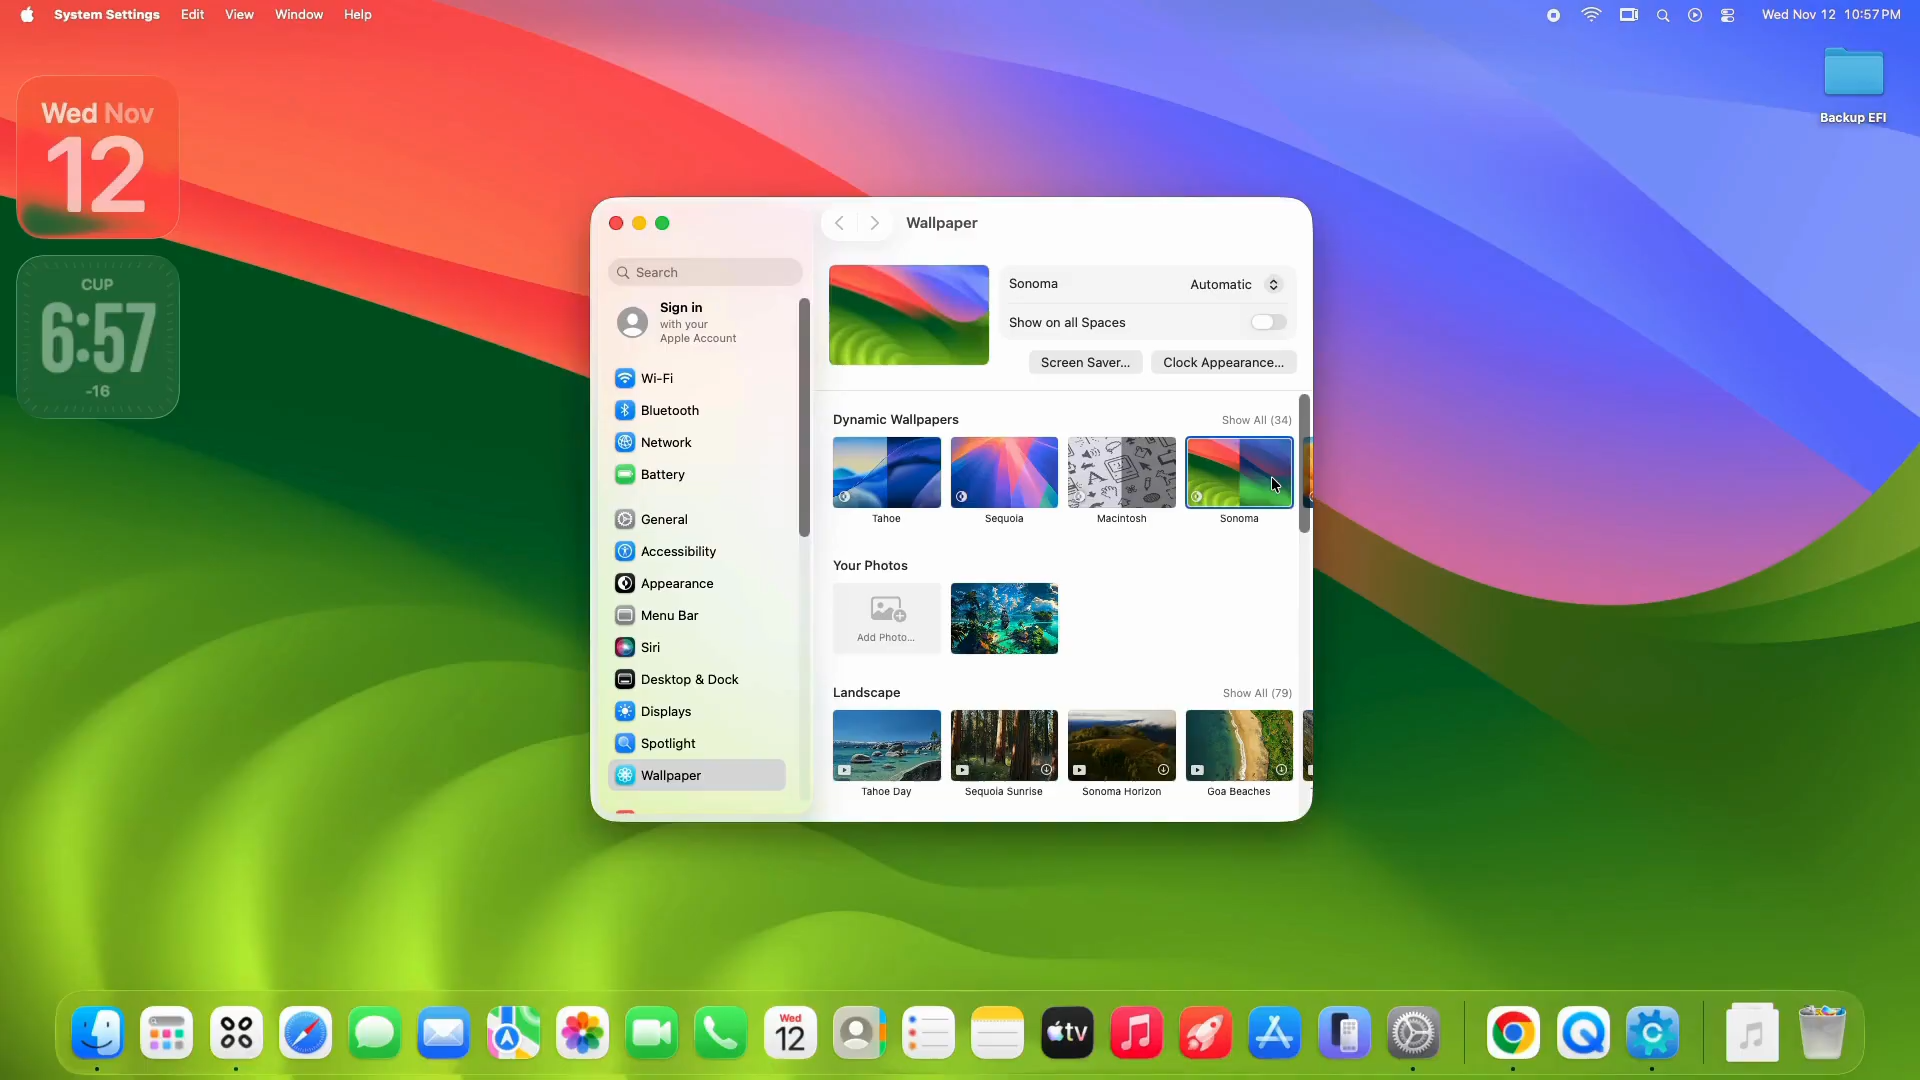 System Settings Edit View Window Help
Wed Nov 12 10:57 PM
Backup EFI
Wed Nov
12
CUP
6:57
-16
Wallpaper
Search
Sign in
with your
Apple Account
Wi-Fi
Bluetooth
Network
Battery
General
Accessibility
Appearance
Menu Bar
Siri
Desktop & Dock
Displays
Spotlight
Wallpaper
Sonoma Automatic
Show on all Spaces
Screen Saver... Clock Appearance...
Dynamic Wallpapers Show All (34)
Tahoe Sequoia Macintosh Sonoma
Your Photos
Add Photo...
Landscape Show All (79)
Tahoe Day Sequoia Sunrise Sonoma Horizon Goa Beaches
Wed
12
tv